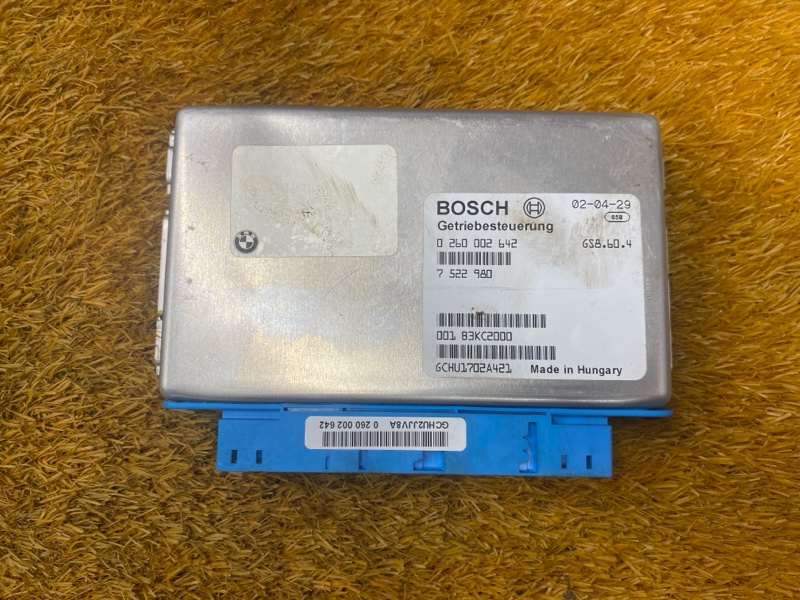 BMW
BOSCH 02-04-29
Getriebesteuerung 050
0 260 002 642 GS8.60.4
7 522 980
001 B3KC2000
GCHU1702A421 Made in Hungary
GCHU2JJV8A 0 260 002 642